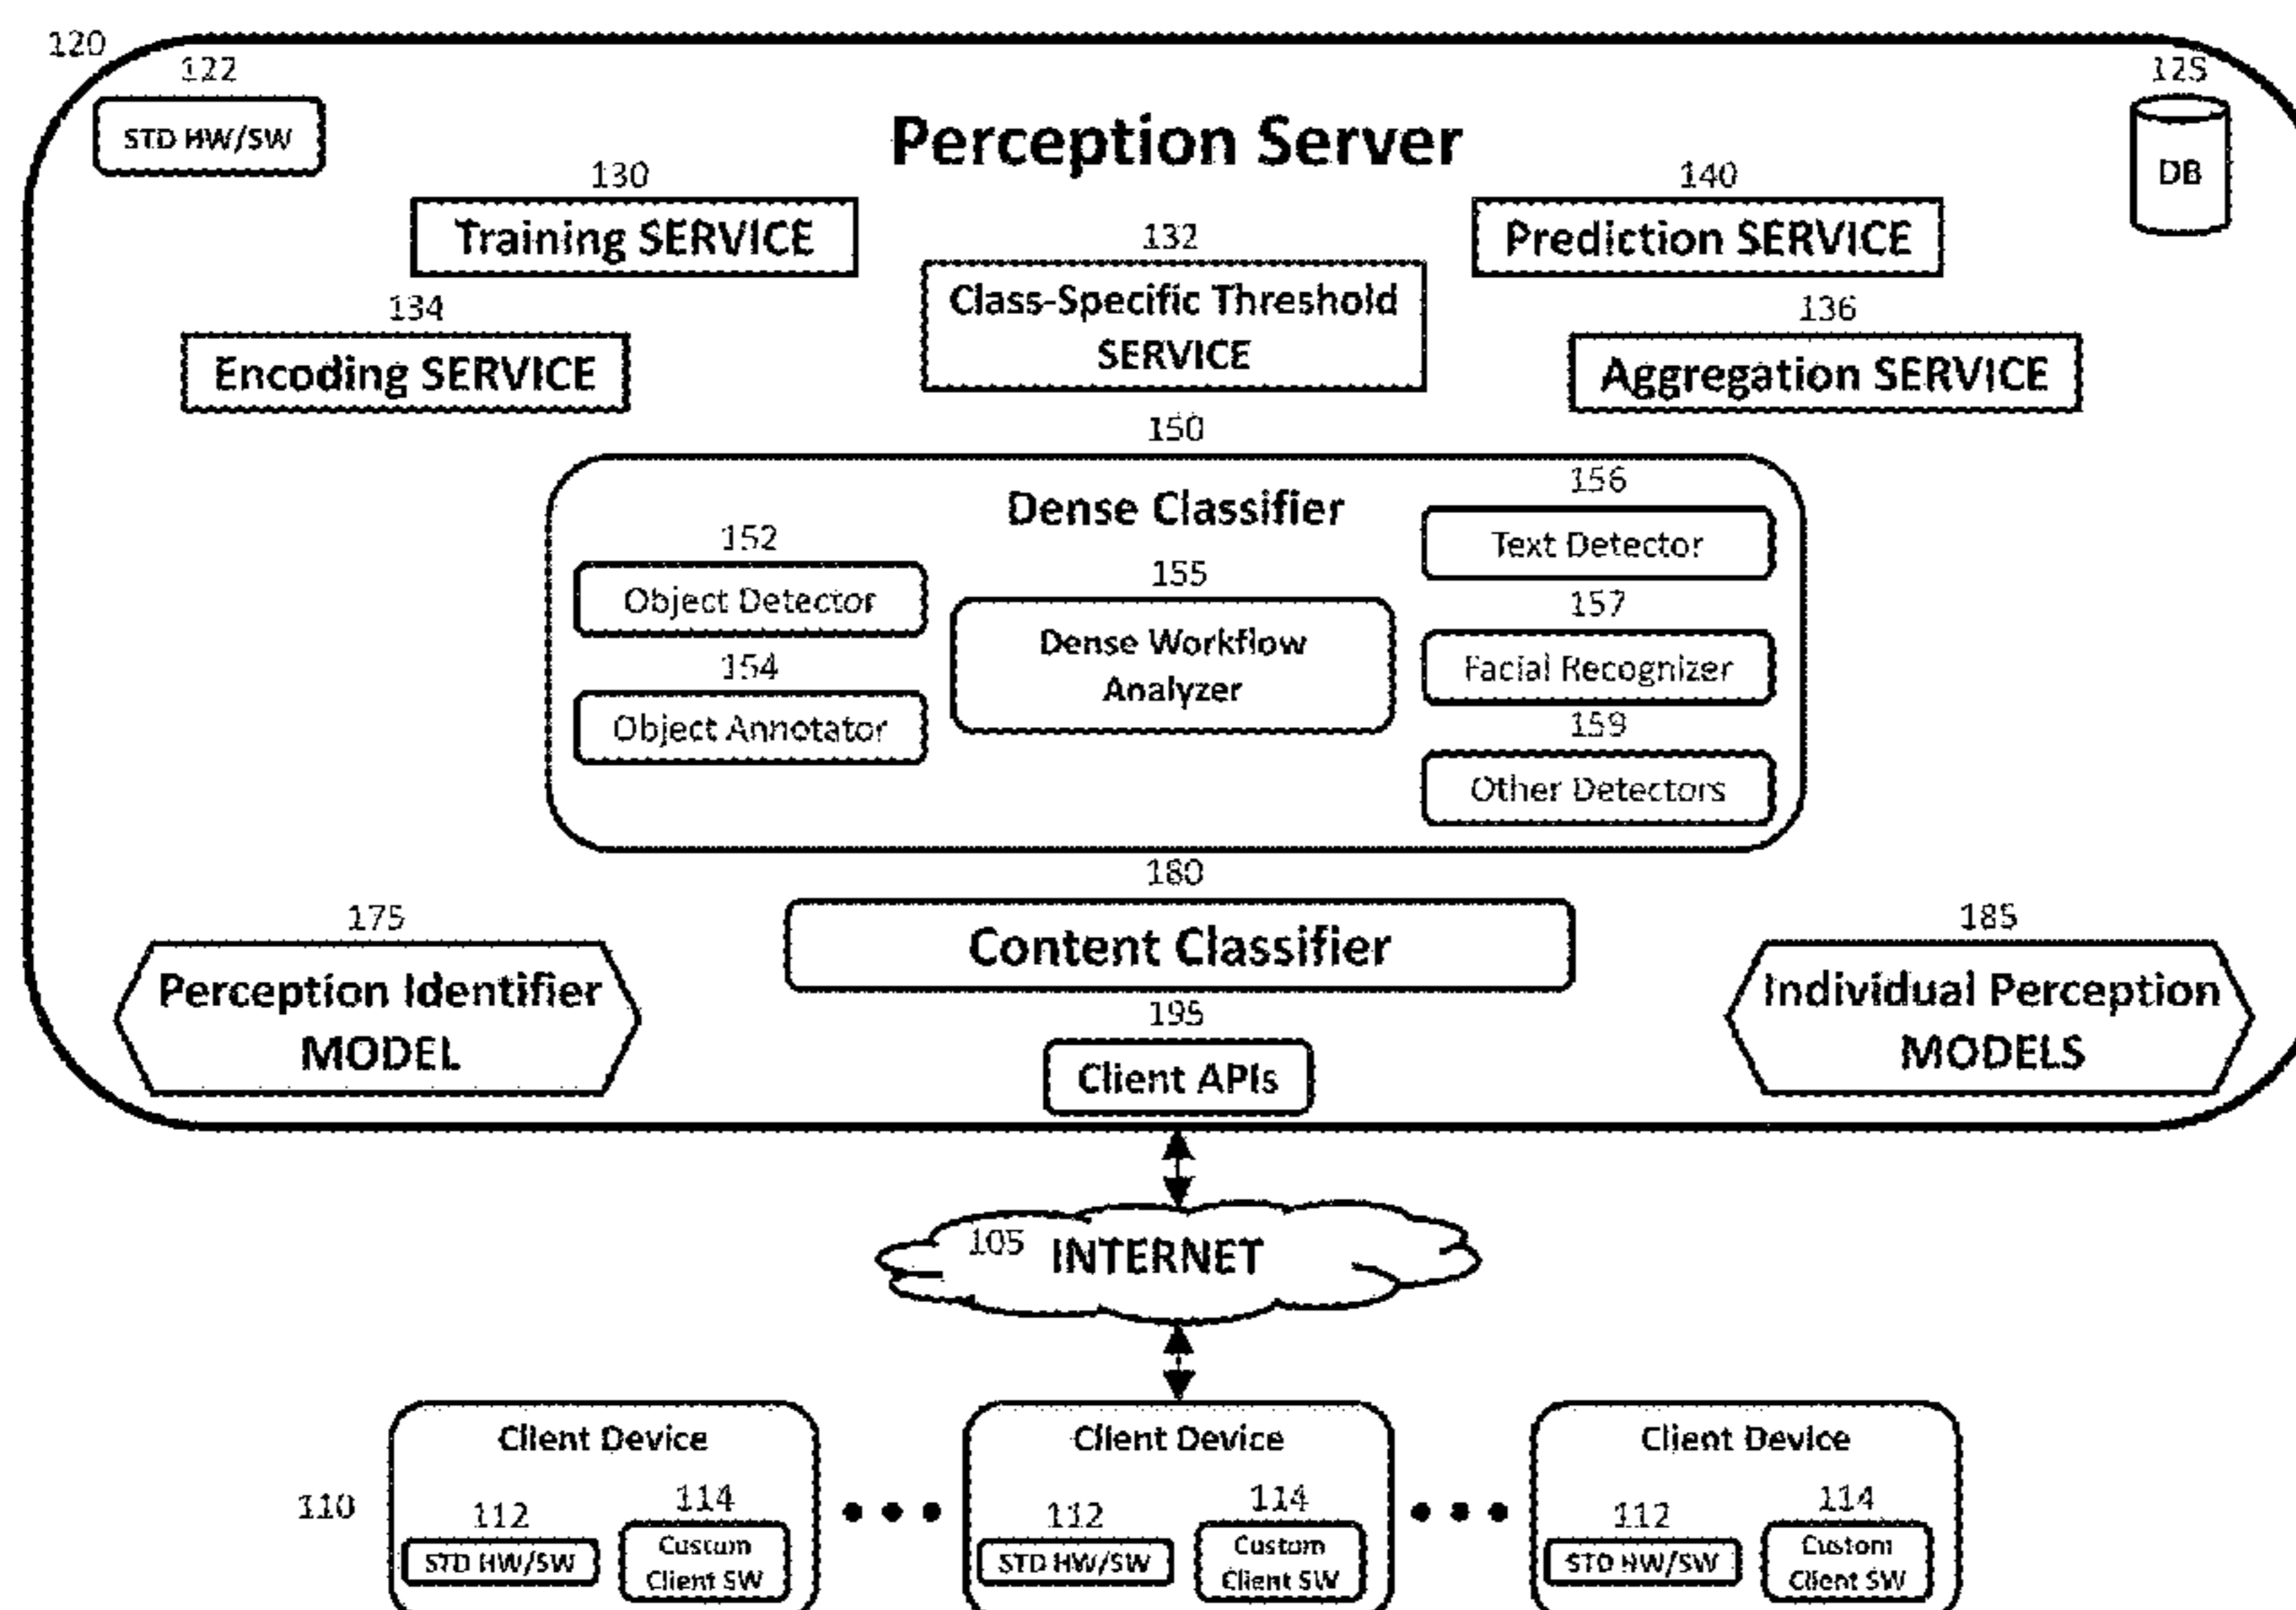 120
122
125
STD HW/SW
Perception Server
DB
130
140
Training SERVICE
132
Prediction SERVICE
134
Class-Specific Threshold
SERVICE
136
Encoding SERVICE
Aggregation SERVICE
150
Dense Classifier
156
152
Text Detector
Object Detector
155
157
154
Dense Workflow
Analyzer
Facial Recognizer
Object Annotator
159
Other Detectors
180
175
Content Classifier
185
Perception Identifier
MODEL
195
Individual Perception
MODELS
Client APIs
105 INTERNET
110
Client Device
112
114
STD HW/SW
Custom
Client SW
Client Device
112
114
STD HW/SW
Custom
Client SW
Client Device
112
114
STD HW/SW
Custom
Client SW